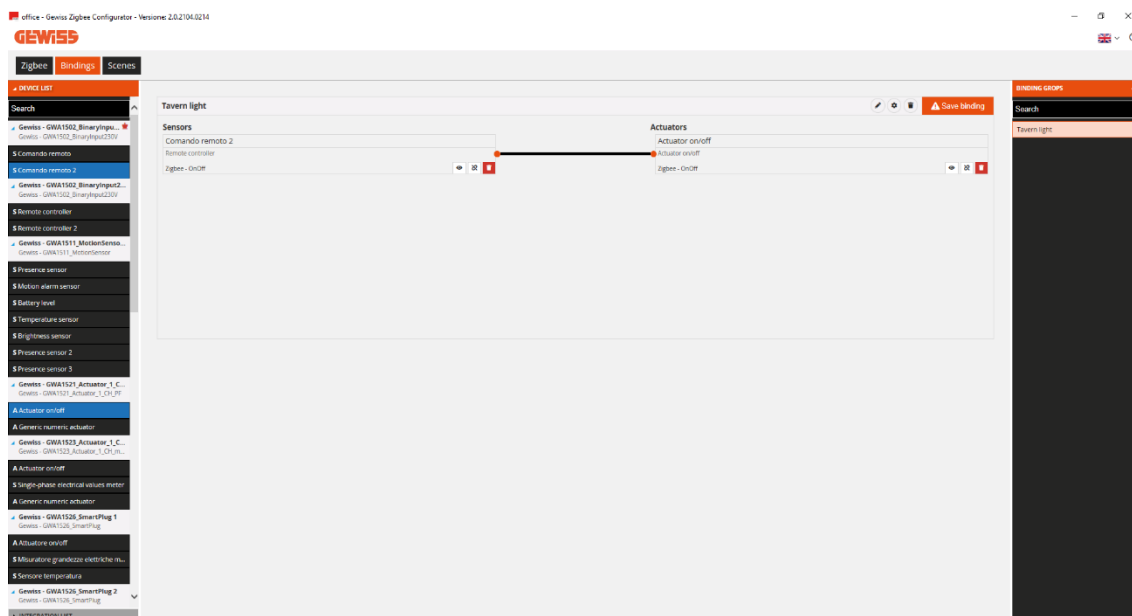 office - Gewiss Zigbee Configurator - Versione: 2.0.2104.0214
GEWISS
Zigbee Bindings Scenes
DEVICE LIST
Search
Gewiss - GWA1502_BinaryInpu...
Gewiss - GWA1502_BinaryInput230V
S Comando remoto
S Comando remoto 2
Gewiss - GWA1502_BinaryInput2...
Gewiss - GWA1502_BinaryInput230V
S Remote controller
S Remote controller 2
Gewiss - GWA1511_MotionSenso...
Gewiss - GWA1511_MotionSensor
S Presence sensor
S Motion alarm sensor
S Battery level
S Temperature sensor
S Brightness sensor
S Presence sensor 2
S Presence sensor 3
Gewiss - GWA1521_Actuator_1_C...
Gewiss - GWA1521_Actuator_1_CH_PF
A Actuator on/off
A Generic numeric actuator
Gewiss - GWA1523_Actuator_1_C...
Gewiss - GWA1523_Actuator_1_CH_m...
A Actuator on/off
S Single-phase electrical values meter
A Generic numeric actuator
Gewiss - GWA1526_SmartPlug 1
Gewiss - GWA1526_SmartPlug
A Attuatore on/off
S Misuratore grandezze elettriche m...
S Sensore temperatura
Gewiss - GWA1526_SmartPlug 2
Gewiss - GWA1526_SmartPlug
INTEGRATION LIST
Tavern light
Save binding
Sensors
Comando remoto 2
Remote controller
Zigbee - OnOff
Actuators
Actuator on/off
Actuator on/off
Zigbee - OnOff
BINDING GROPS
Search
Tavern light